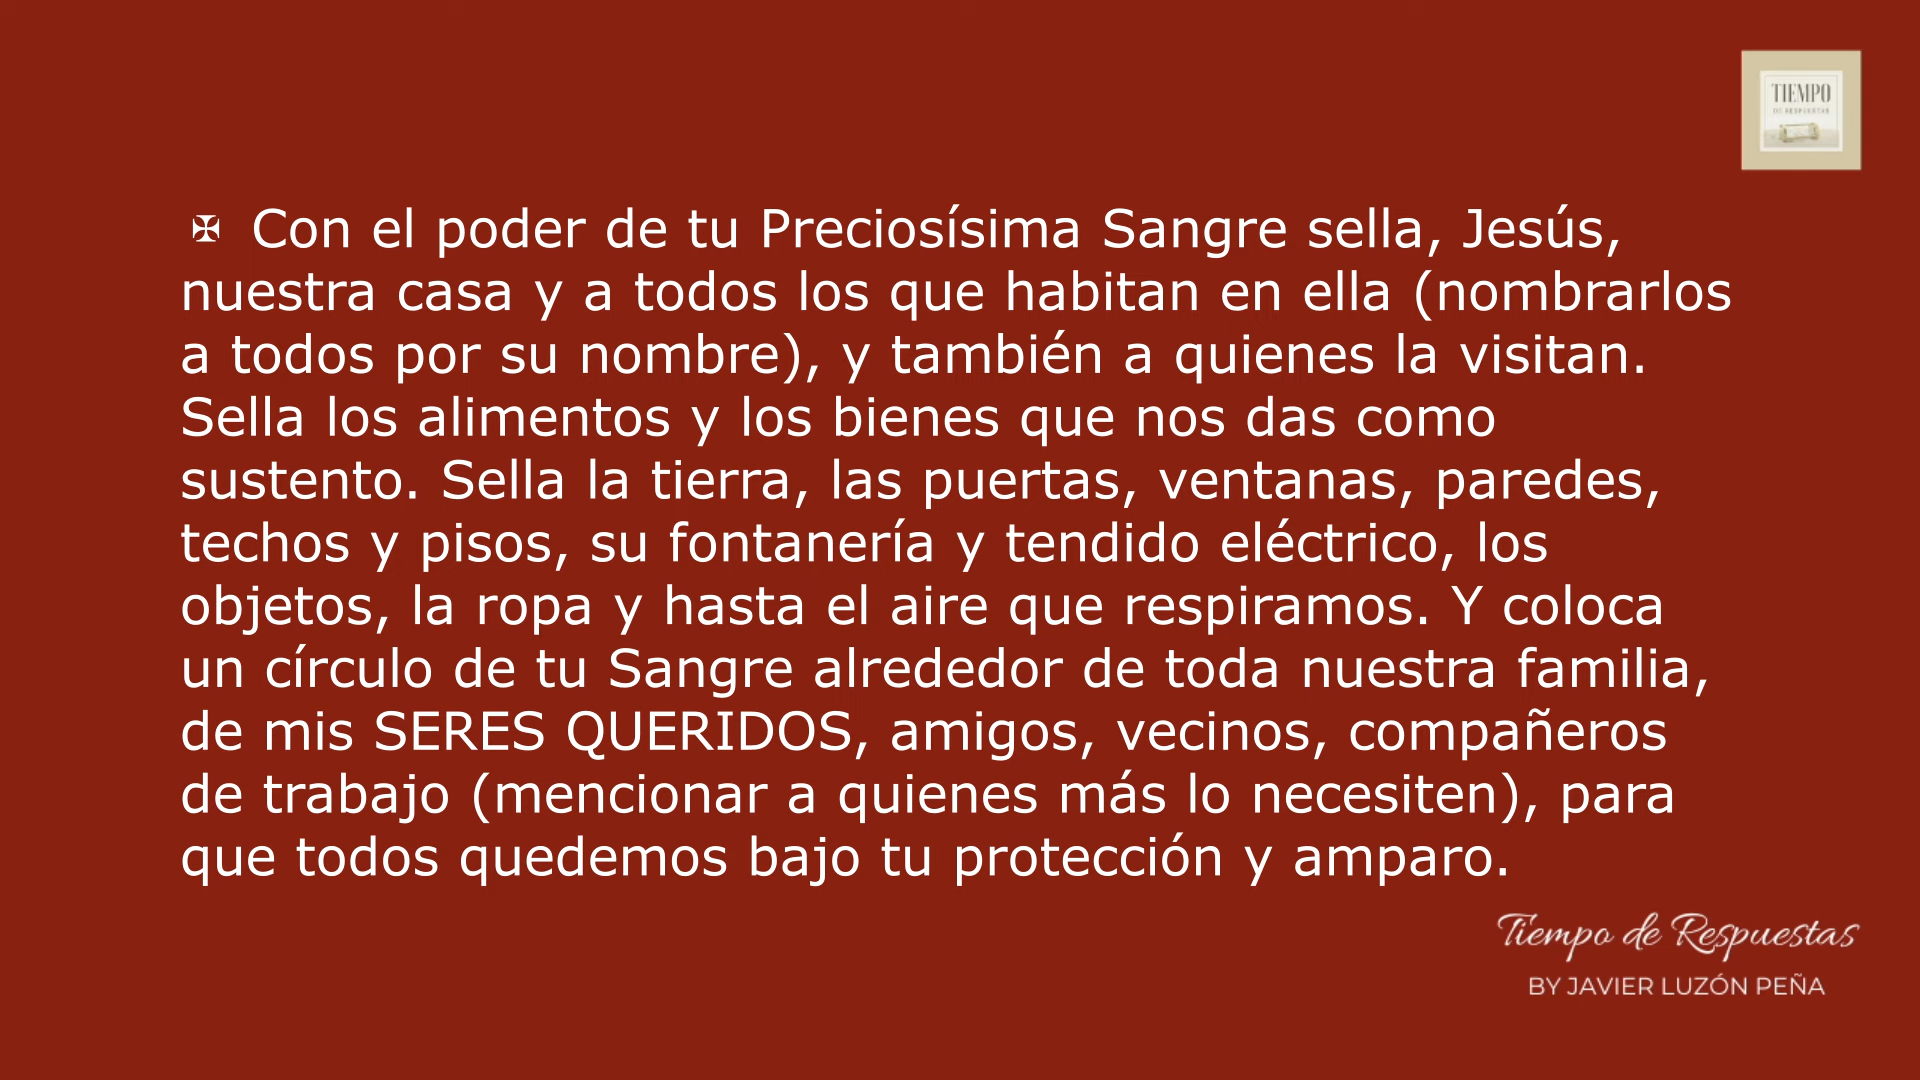 TIEMPO
DE RESPUESTAS
✠ Con el poder de tu Preciosísima Sangre sella, Jesús,
nuestra casa y a todos los que habitan en ella (nombrarlos
a todos por su nombre), y también a quienes la visitan.
Sella los alimentos y los bienes que nos das como
sustento. Sella la tierra, las puertas, ventanas, paredes,
techos y pisos, su fontanería y tendido eléctrico, los
objetos, la ropa y hasta el aire que respiramos. Y coloca
un círculo de tu Sangre alrededor de toda nuestra familia,
de mis SERES QUERIDOS, amigos, vecinos, compañeros
de trabajo (mencionar a quienes más lo necesiten), para
que todos quedemos bajo tu protección y amparo.
Tiempo de Respuestas
BY JAVIER LUZÓN PEÑA